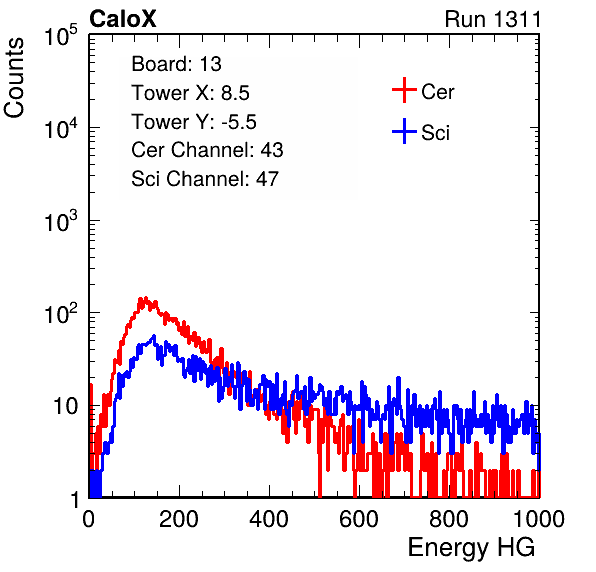 CaloX Run 1311
Counts
Board: 13
Tower X: 8.5
Tower Y: -5.5
Cer Channel: 43
Sci Channel: 47
Cer
Sci
10^5
10^4
10^3
10^2
10
1
0 200 400 600 800 1000
Energy HG